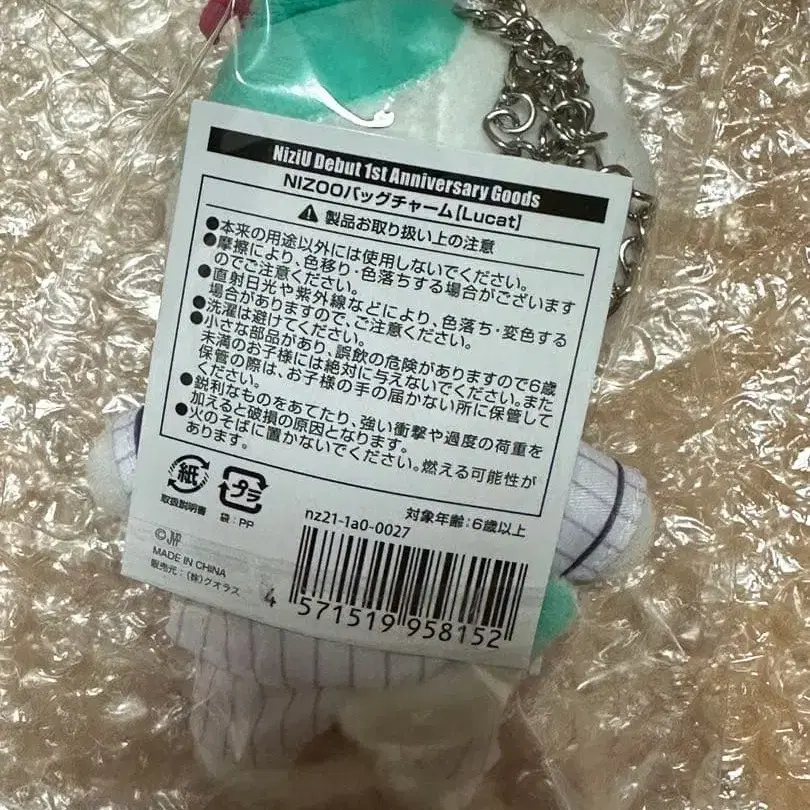 NiziU Debut 1st Anniversary Goods
NIZOOバッグチャーム[Lucat]
製品お取り扱い上の注意
●本来の用途以外には使用しないでください。
●摩擦により、色移り・色落ちする場合がございます
のでご注意ください。
●直射日光や紫外線などにより、色落ち・変色する
場合がありますので、ご注意ください。
●洗濯は避けてください。
●小さな部品があり、誤飲の危険がありますので6歳
未満のお子様には絶対に与えないでください。また
保管の際は、お子様の手の届かない所に保管して
ください。
●鋭利なものをあてたり、強い衝撃や過度の荷重を
加えると破損の原因となります。
●火のそばに置かないでください。燃える可能性が
あります。
紙
取扱説明書
プラ
袋:PP
nz21-1a0-0027
対象年齢:6歳以上
©JYP
MADE IN CHINA
販売元:(株)クオラス
4 571519 958152